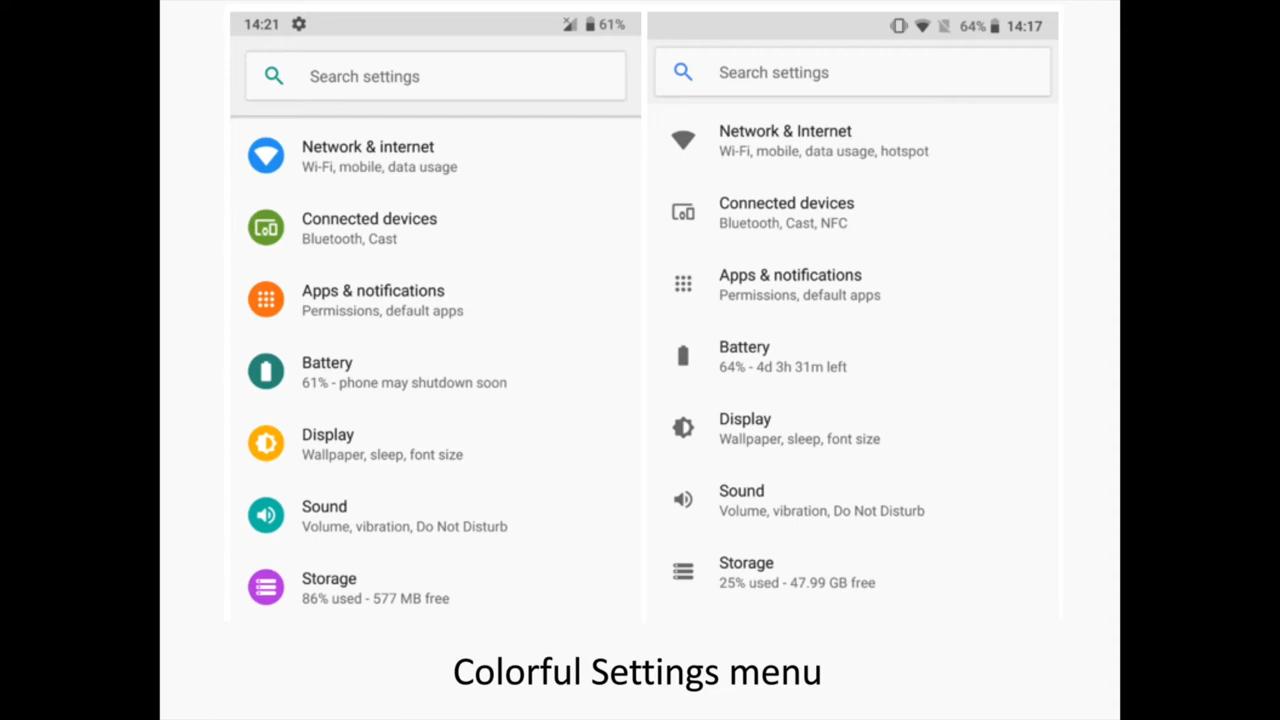 14:21
61%
Search settings
Network & internet
Wi-Fi, mobile, data usage
Connected devices
Bluetooth, Cast
Apps & notifications
Permissions, default apps
Battery
61% - phone may shutdown soon
Display
Wallpaper, sleep, font size
Sound
Volume, vibration, Do Not Disturb
Storage
86% used - 577 MB free
64%
14:17
Search settings
Network & Internet
Wi-Fi, mobile, data usage, hotspot
Connected devices
Bluetooth, Cast, NFC
Apps & notifications
Permissions, default apps
Battery
64% - 4d 3h 31m left
Display
Wallpaper, sleep, font size
Sound
Volume, vibration, Do Not Disturb
Storage
25% used - 47.99 GB free
Colorful Settings menu